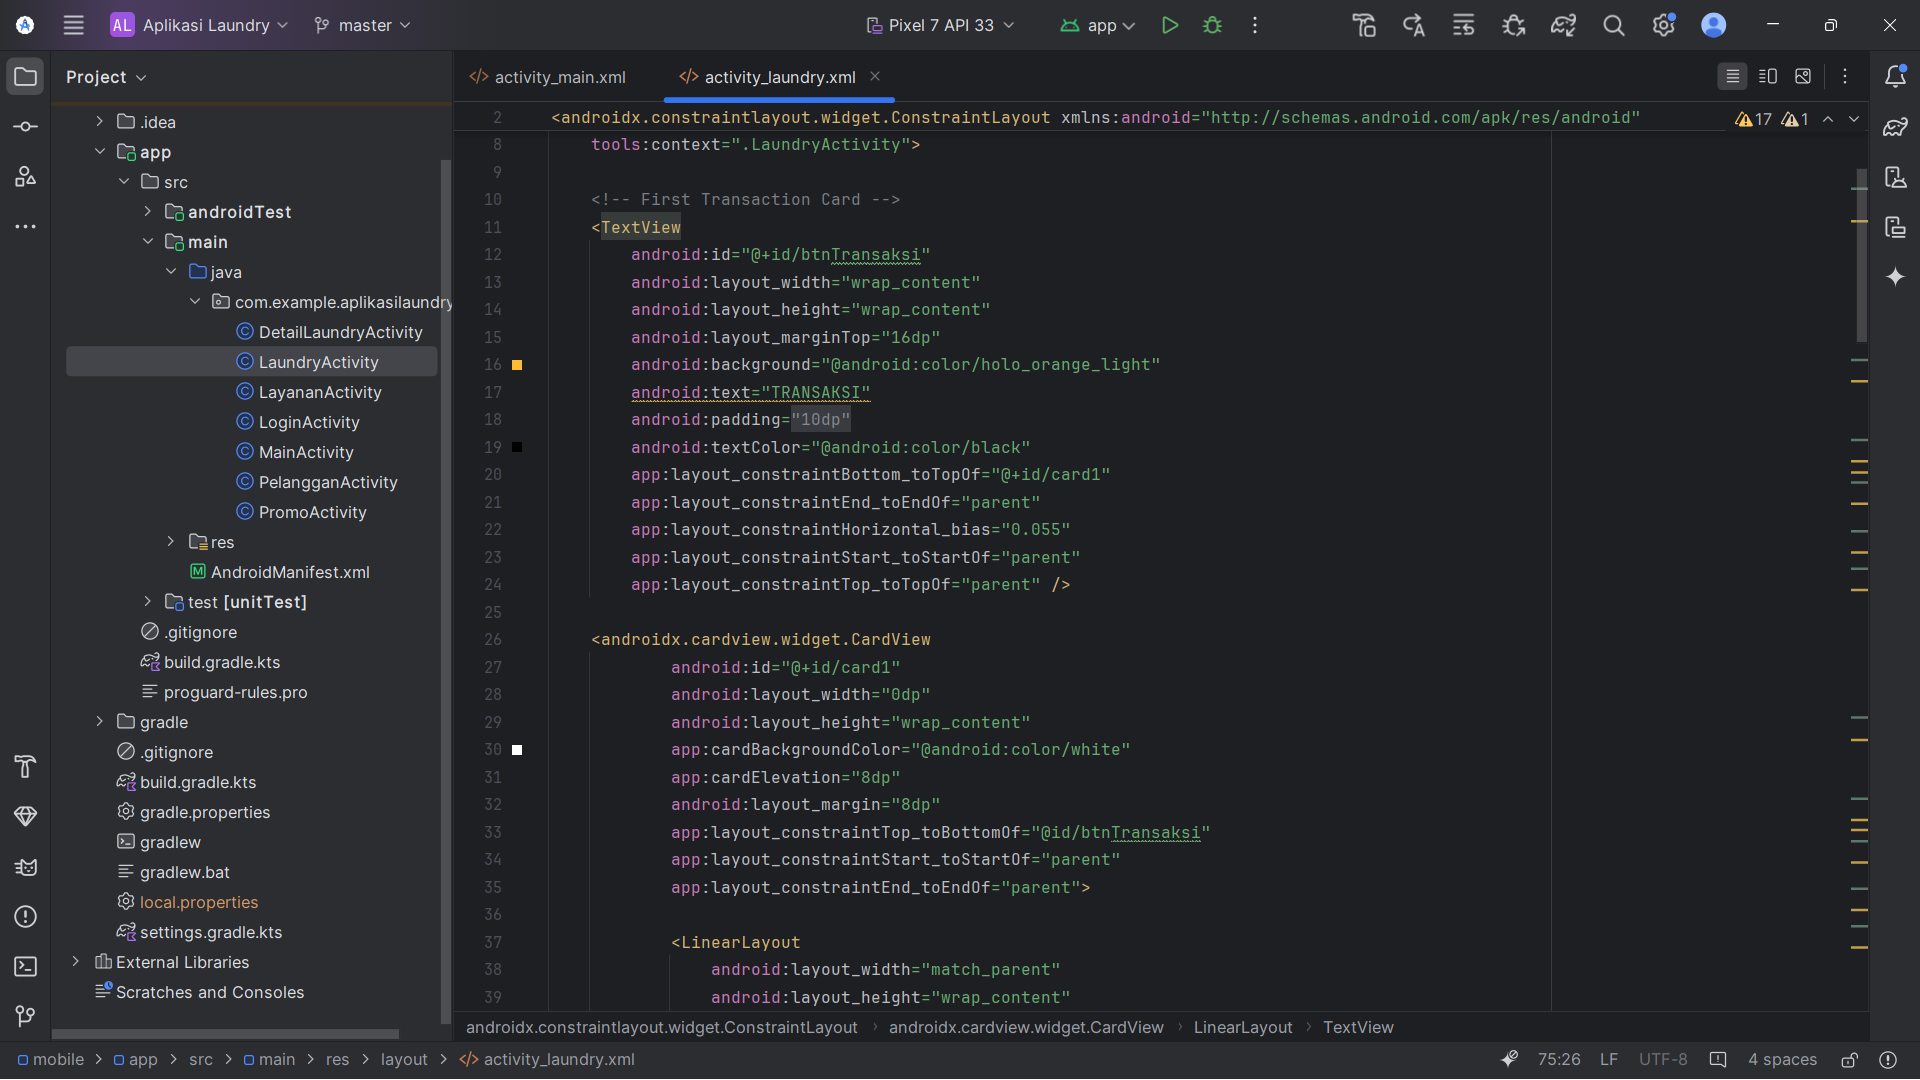 AL Aplikasi Laundry master Pixel 7 API 33 app
Project
.idea
app
src
androidTest
main
java
com.example.aplikasilaundry
DetailLaundryActivity
LaundryActivity
LayananActivity
LoginActivity
MainActivity
PelangganActivity
PromoActivity
res
AndroidManifest.xml
test [unitTest]
.gitignore
build.gradle.kts
proguard-rules.pro
gradle
.gitignore
build.gradle.kts
gradle.properties
gradlew
gradlew.bat
local.properties
settings.gradle.kts
External Libraries
Scratches and Consoles
activity_main.xml activity_laundry.xml
2 <androidx.constraintlayout.widget.ConstraintLayout xmlns:android="http://schemas.android.com/apk/res/android" 17 1
8 tools:context=".LaundryActivity">
9
10 <!-- First Transaction Card -->
11 <TextView
12 android:id="@+id/btnTransaksi"
13 android:layout_width="wrap_content"
14 android:layout_height="wrap_content"
15 android:layout_marginTop="16dp"
16 android:background="@android:color/holo_orange_light"
17 android:text="TRANSAKSI"
18 android:padding="10dp"
19 android:textColor="@android:color/black"
20 app:layout_constraintBottom_toTopOf="@+id/card1"
21 app:layout_constraintEnd_toEndOf="parent"
22 app:layout_constraintHorizontal_bias="0.055"
23 app:layout_constraintStart_toStartOf="parent"
24 app:layout_constraintTop_toTopOf="parent" />
25
26 <androidx.cardview.widget.CardView
27 android:id="@+id/card1"
28 android:layout_width="0dp"
29 android:layout_height="wrap_content"
30 app:cardBackgroundColor="@android:color/white"
31 app:cardElevation="8dp"
32 android:layout_margin="8dp"
33 app:layout_constraintTop_toBottomOf="@id/btnTransaksi"
34 app:layout_constraintStart_toStartOf="parent"
35 app:layout_constraintEnd_toEndOf="parent">
36
37 <LinearLayout
38 android:layout_width="match_parent"
39 android:layout_height="wrap_content"
androidx.constraintlayout.widget.ConstraintLayout androidx.cardview.widget.CardView LinearLayout TextView
mobile app src main res layout activity_laundry.xml 75:26 LF UTF-8 4 spaces